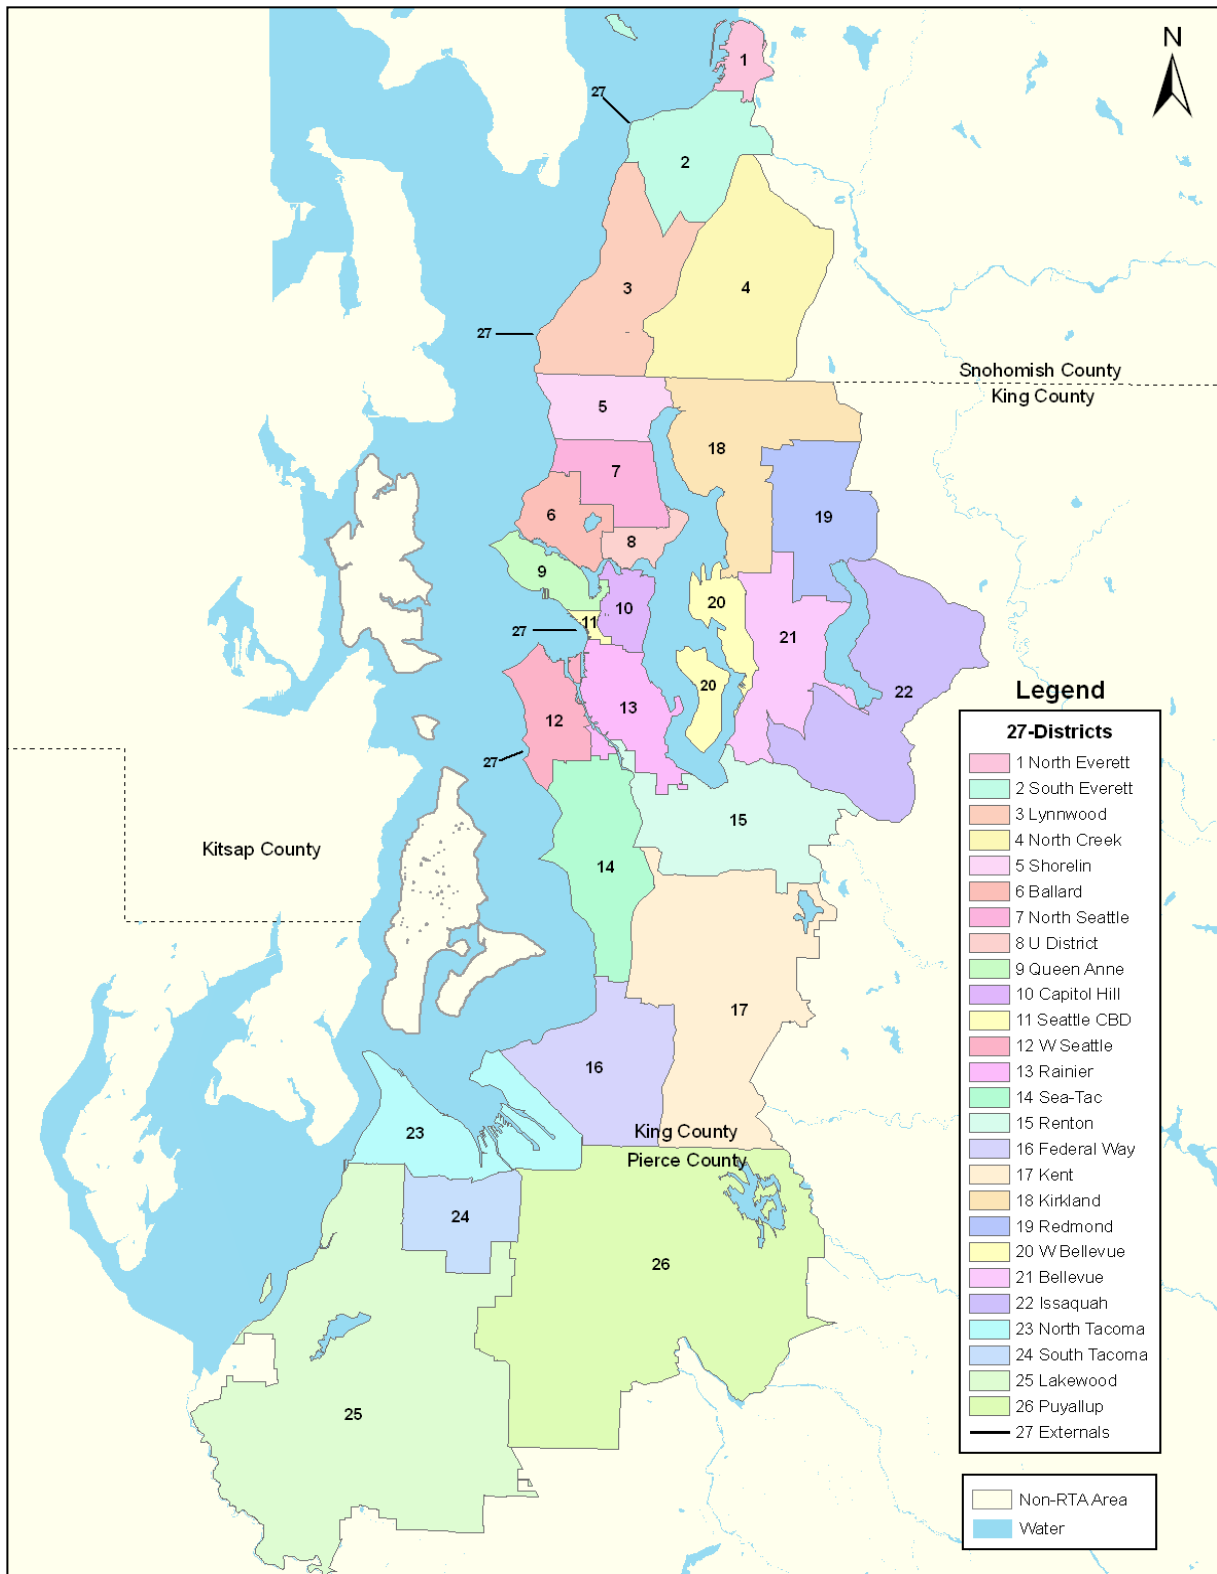 N
1
27
2
3
4
27
Snohomish County
King County
5
18
7
6
19
8
9
20
10
11
27
21
20
22
13
12
27
Kitsap County
15
14
17
16
23
King County
Pierce County
24
26
25
Legend
27-Districts
1 North Everett
2 South Everett
3 Lynnwood
4 North Creek
5 Shorelin
6 Ballard
7 North Seattle
8 U District
9 Queen Anne
10 Capitol Hill
11 Seattle CBD
12 W Seattle
13 Rainier
14 Sea-Tac
15 Renton
16 Federal Way
17 Kent
18 Kirkland
19 Redmond
20 W Bellevue
21 Bellevue
22 Issaquah
23 North Tacoma
24 South Tacoma
25 Lakewood
26 Puyallup
27 Externals
Non-RTA Area
Water